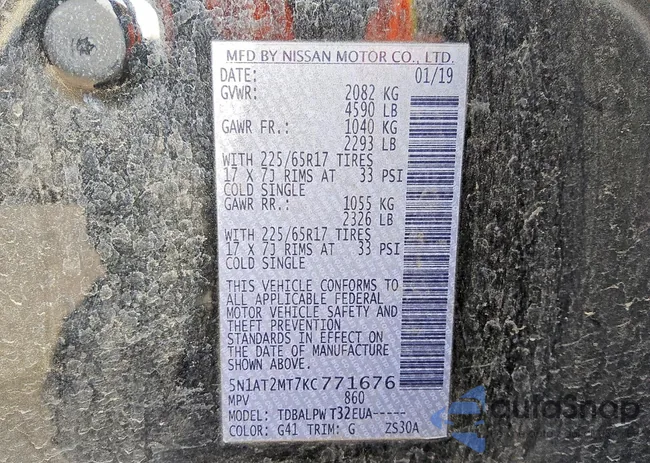 MFD BY NISSAN MOTOR CO., LTD.
DATE: 01/19
GVWR: 2082 KG
4590 LB
GAWR FR.: 1040 KG
2293 LB
WITH 225/65R17 TIRES
17 X 7J RIMS AT 33 PSI
COLD SINGLE
GAWR RR.: 1055 KG
2326 LB
WITH 225/65R17 TIRES
17 X 7J RIMS AT 33 PSI
COLD SINGLE
THIS VEHICLE CONFORMS TO
ALL APPLICABLE FEDERAL
MOTOR VEHICLE SAFETY AND
THEFT PREVENTION
STANDARDS IN EFFECT ON
THE DATE OF MANUFACTURE
SHOWN ABOVE.
5N1AT2MT7KC771676
MPV 860
MODEL: TDBALPWT32EUA-----
COLOR: G41 TRIM: G ZS30A
autoSnap